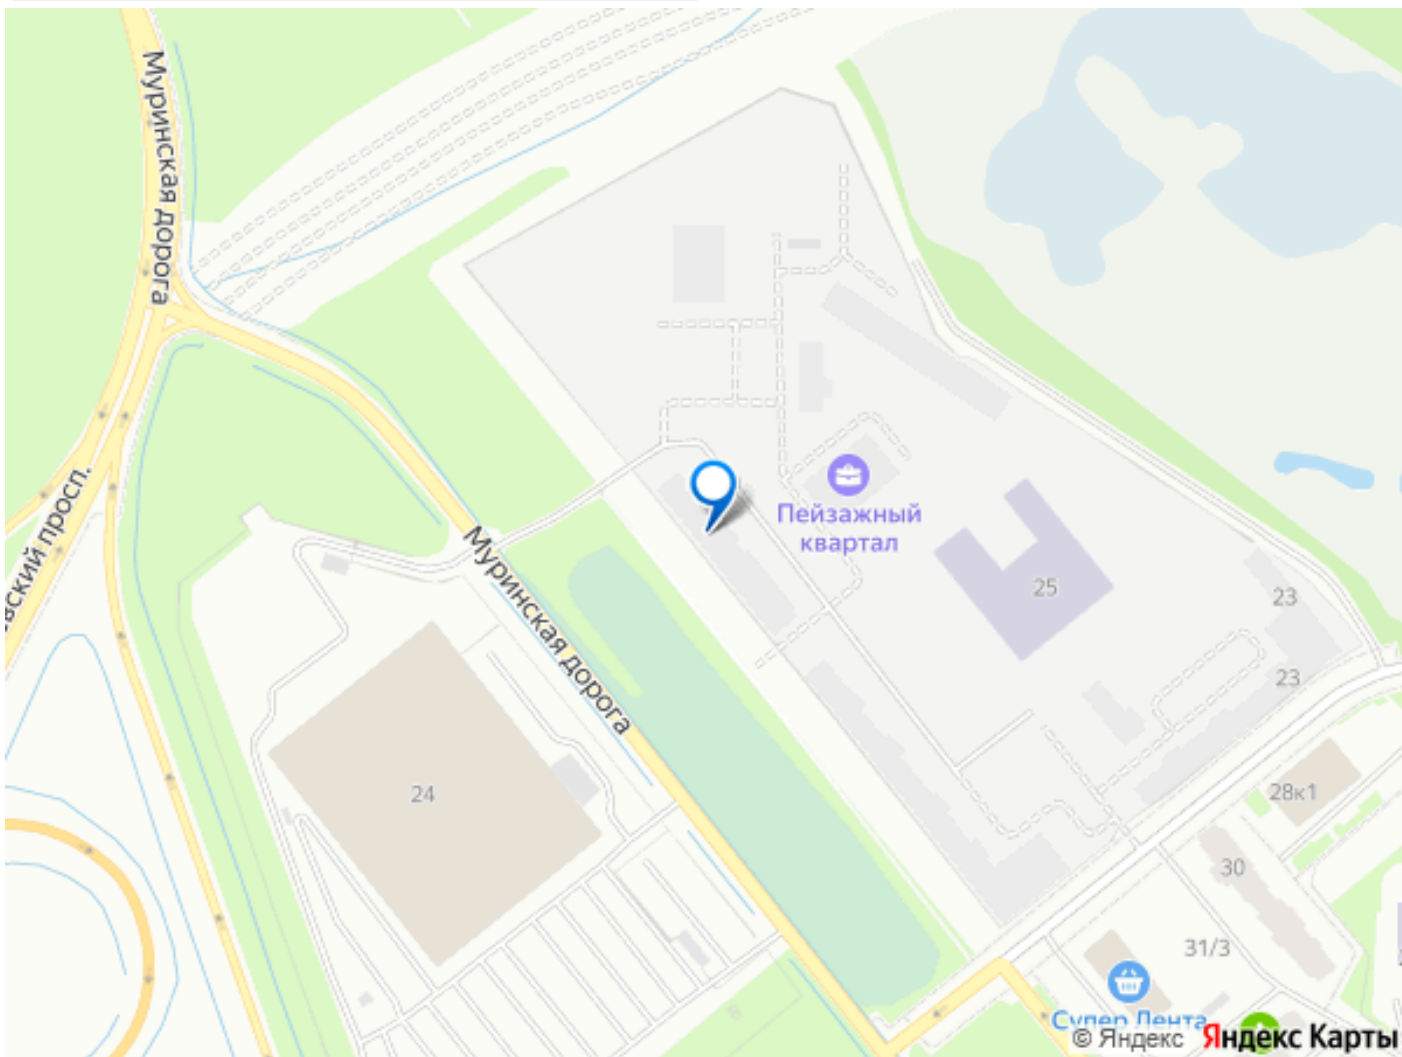 Муринская дорога
Пейзажный
квартал
вский просп.
Муринская дорога
25
23
23
24
28к1
30
31/3
Супер Лента
© Яндекс Яндекс Карты